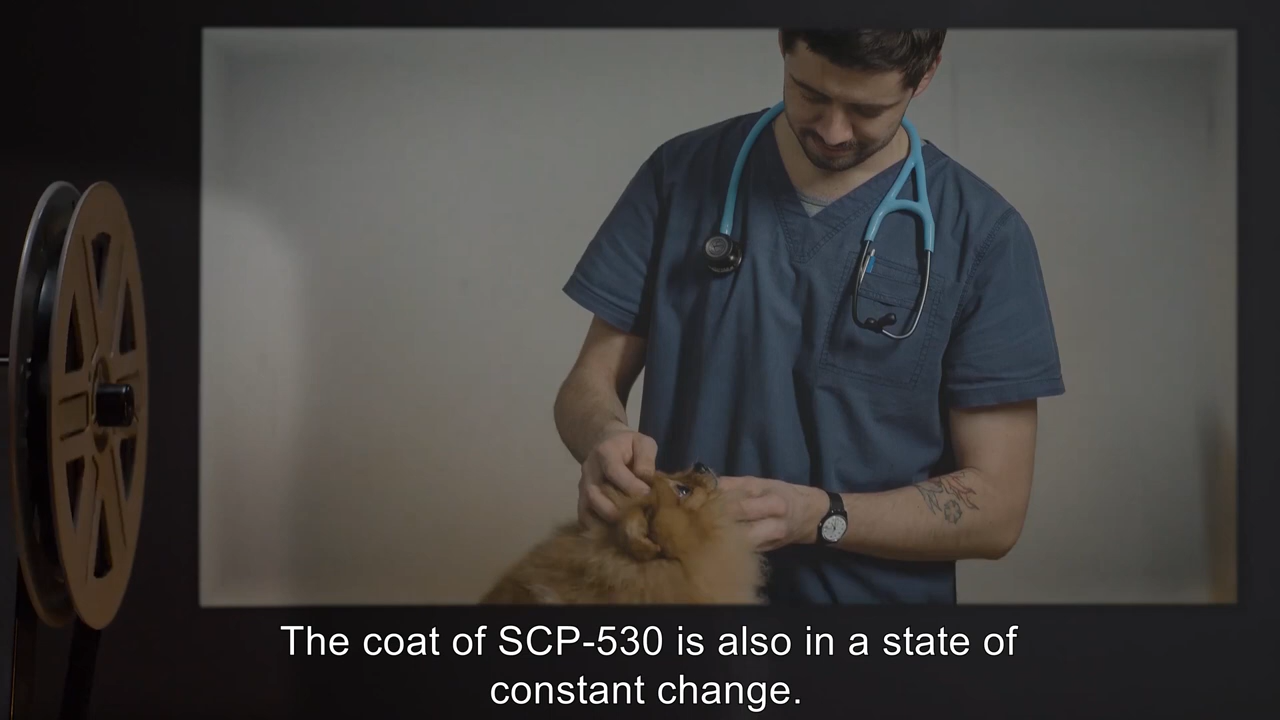 The coat of SCP-530 is also in a state of
constant change.